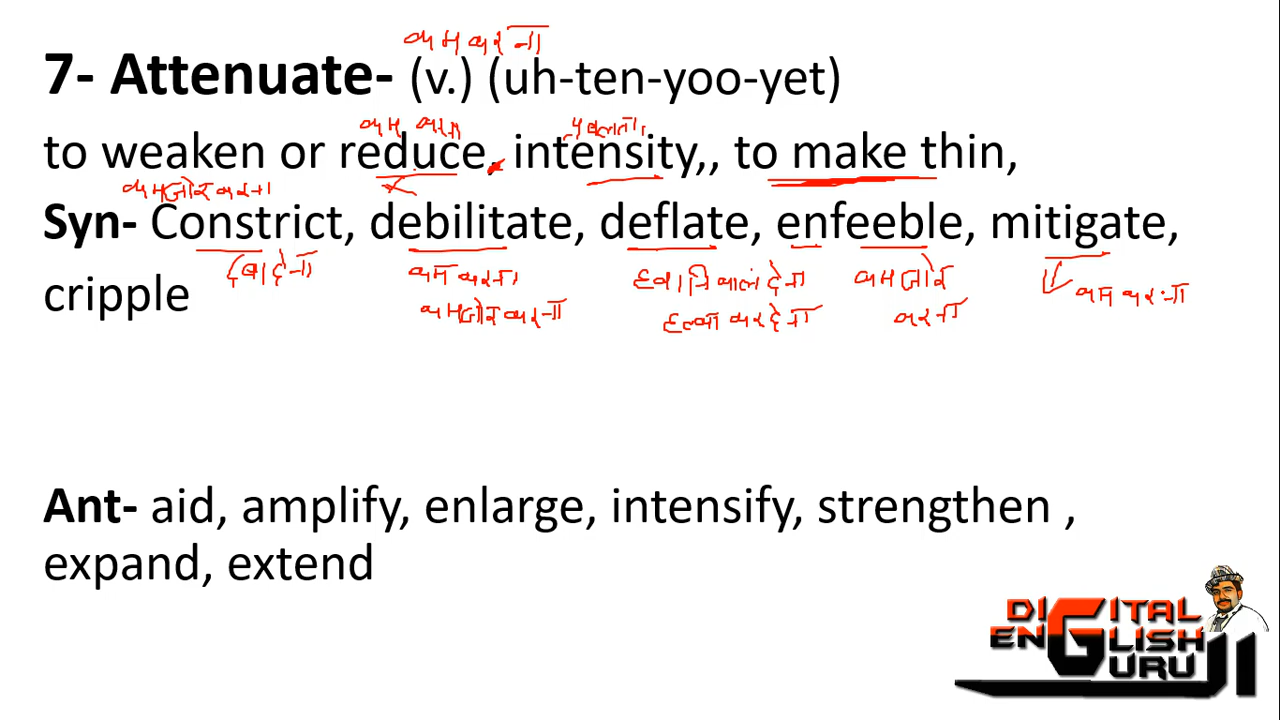 कम करना
7- Attenuate- (v.) (uh-ten-yoo-yet)
कम करना
to weaken or reduce, intensity,, to make thin,
कमजोर करना
Syn- Constrict, debilitate, deflate, enfeeble, mitigate,
दबा देना कम करना हवा निकाल देना कमजोर कम करना
cripple
कमजोर करना हल्का कर देना करना
Ant- aid, amplify, enlarge, intensify, strengthen ,
expand, extend
DIGITAL
ENGLISH
GURUJI